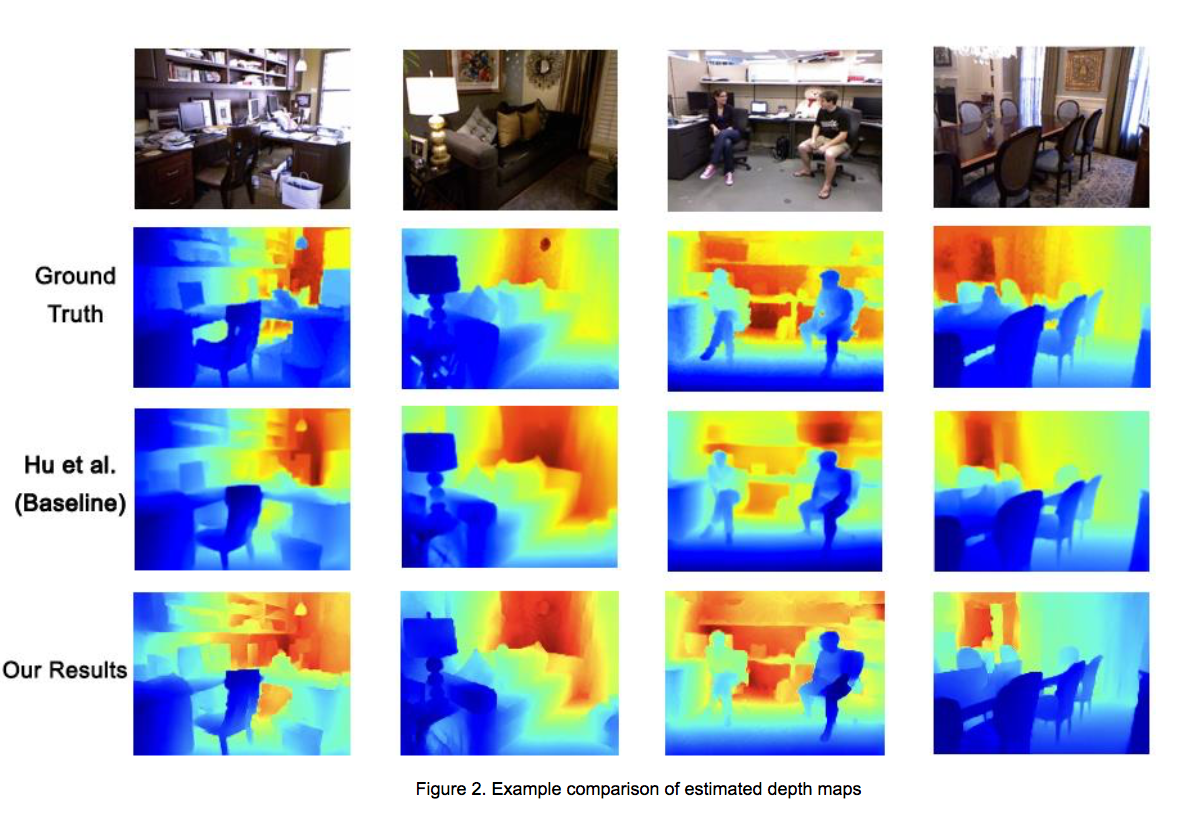 Ground
Truth
Hu et al.
(Baseline)
Our Results
Figure 2. Example comparison of estimated depth maps